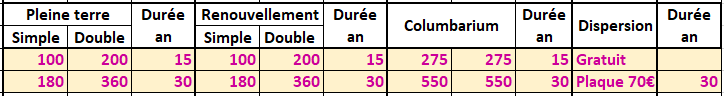 Pleine terre Durée an Renouvellement Durée an Columbarium Durée an Dispersion Durée an
Simple Double Simple Double
100 200 15 100 200 15 275 275 15 Gratuit
180 360 30 180 360 30 550 550 30 Plaque 70€ 30